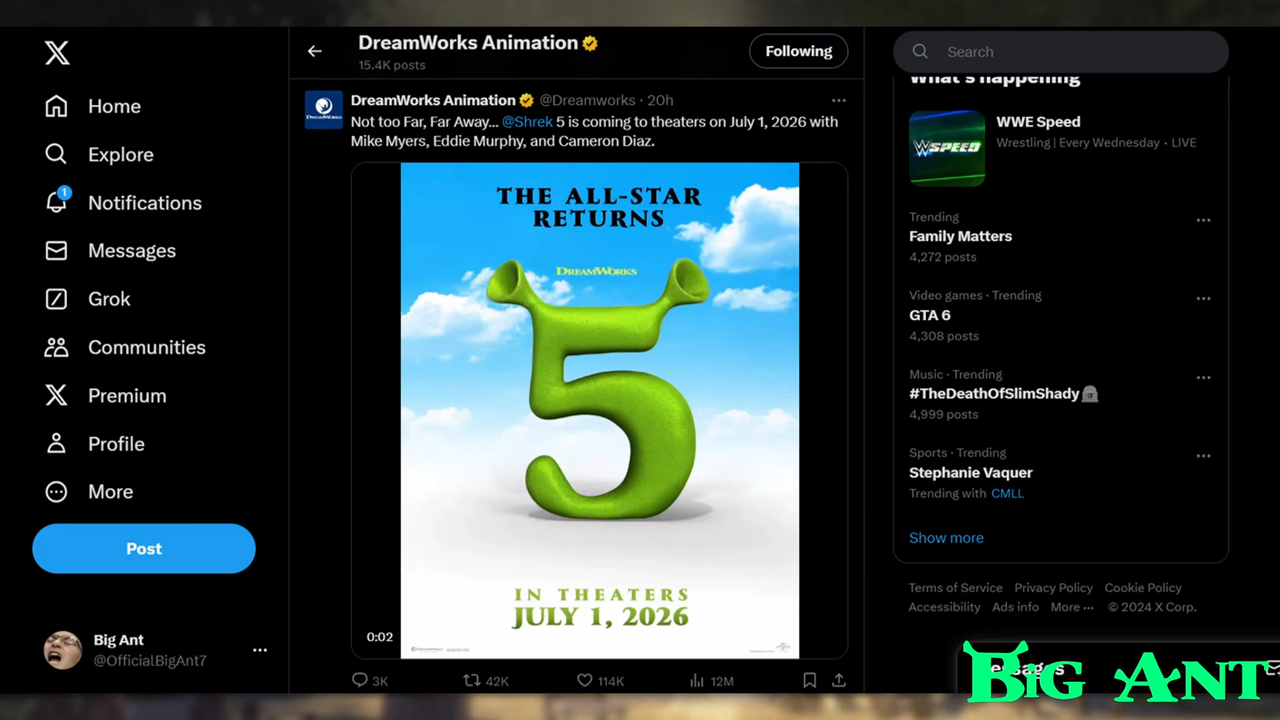 DreamWorks Animation
15.4K posts
Following
Search
Home
Explore
1
Notifications
Messages
Grok
Communities
Premium
Profile
More
Post
Big Ant
@OfficialBigAnt7
DreamWorks Animation @Dreamworks · 20h
DREAMWORKS
Not too Far, Far Away... @Shrek 5 is coming to theaters on July 1, 2026 with
Mike Myers, Eddie Murphy, and Cameron Diaz.
THE ALL-STAR
RETURNS
DREAMWORKS
5
IN THEATERS
JULY 1, 2026
0:02
3K
42K
114K
12M
What's happening
W SPEED
WWE Speed
Wrestling | Every Wednesday · LIVE
Trending
Family Matters
4,272 posts
Video games · Trending
GTA 6
4,308 posts
Music · Trending
#TheDeathOfSlimShady
4,999 posts
Sports · Trending
Stephanie Vaquer
Trending with CMLL
Show more
Terms of Service Privacy Policy Cookie Policy
Accessibility Ads info More ··· © 2024 X Corp.
BIG ANT